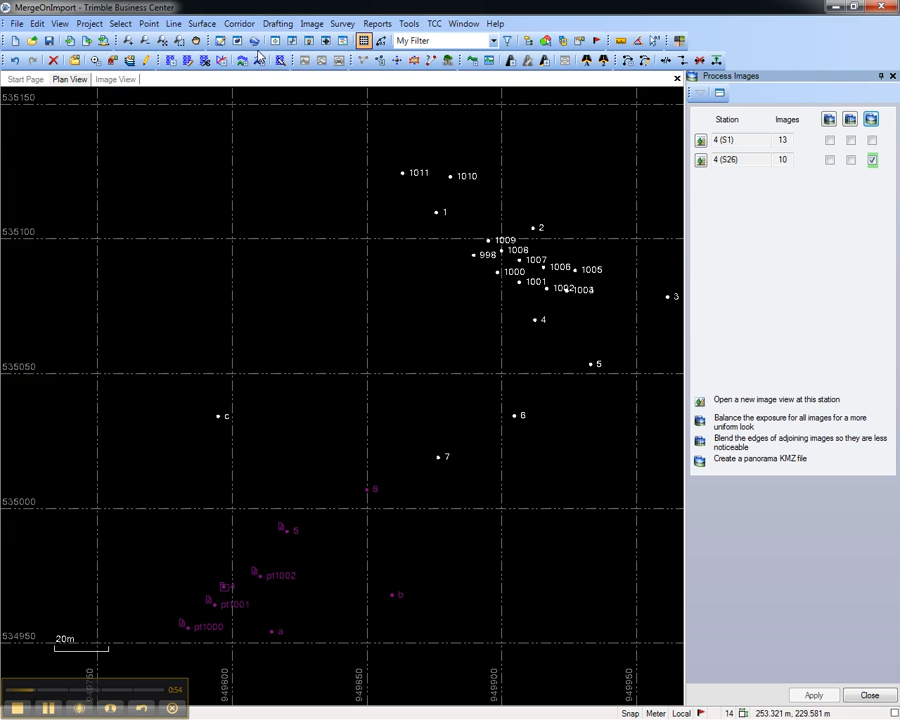 MergeOnImport - Trimble Business Center
File Edit View Project Select Point Line Surface Corridor Drafting Image Survey Reports Tools TCC Window Help
My Filter
Start Page Plan View Image View
Process Images
Station Images
4 (S1) 13
4 (S26) 10
535150
1011 1010
1
2
535100
1009
1008
998 1007
1006 1005
1000
1001
3
4
5
535050
c
6
7
6
535000
5
pt1002
b
pt1001
pt1000
a
534950
20m
949750 949800 949850 949900 949950
Open a new image view at this station
Balance the exposure for all images for a more
uniform look
Blend the edges of adjoining images so they are less
noticeable
Create a panorama KMZ file
0:54
Apply Close
Snap Meter Local 14 253.321 m, 229.581 m